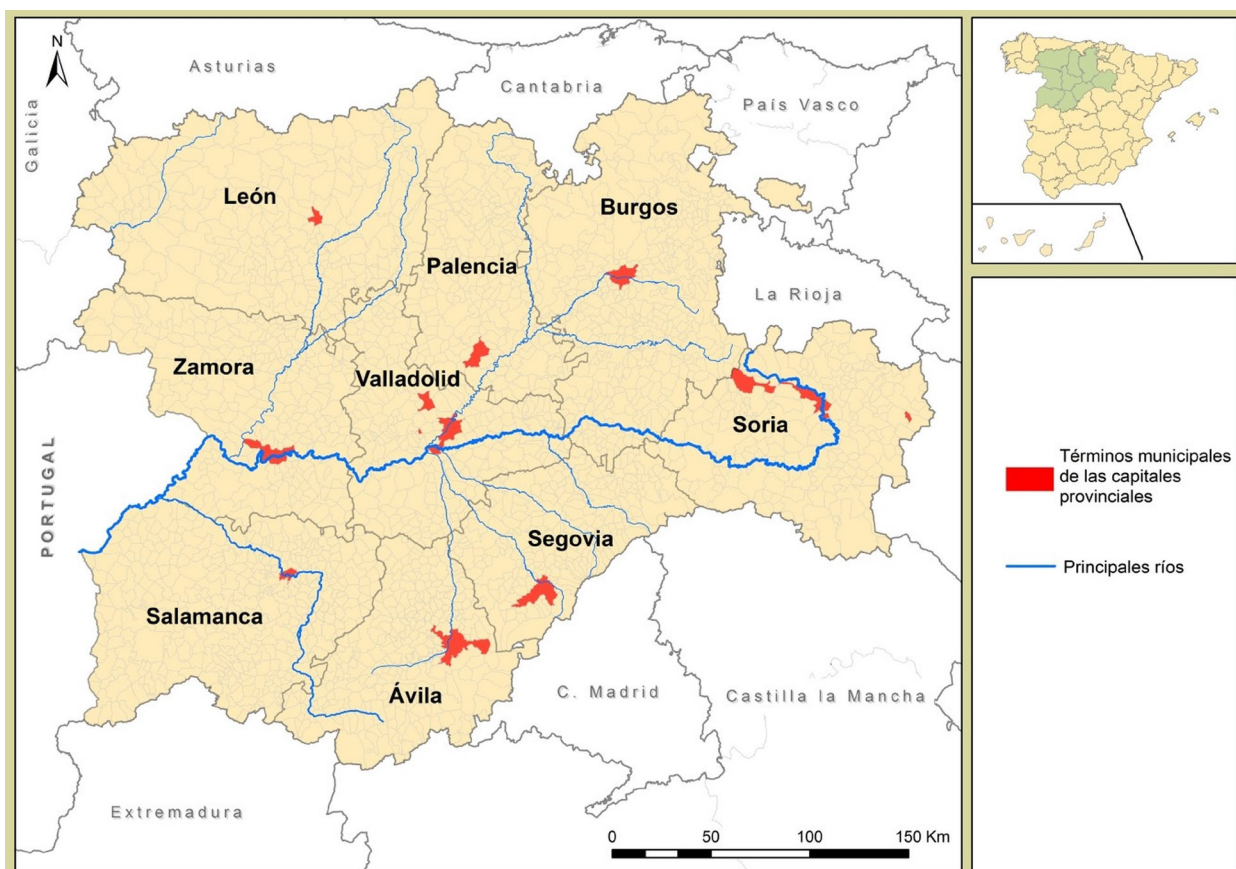 N
Asturias
Cantabria
País Vasco
Galicia
León
Burgos
Palencia
La Rioja
Zamora
Valladolid
Soria
PORTUGAL
Segovia
Salamanca
Ávila
C. Madrid
Castilla la Mancha
Extremadura
0 50 100 150 Km
Términos municipales
de las capitales
provinciales
Principales ríos